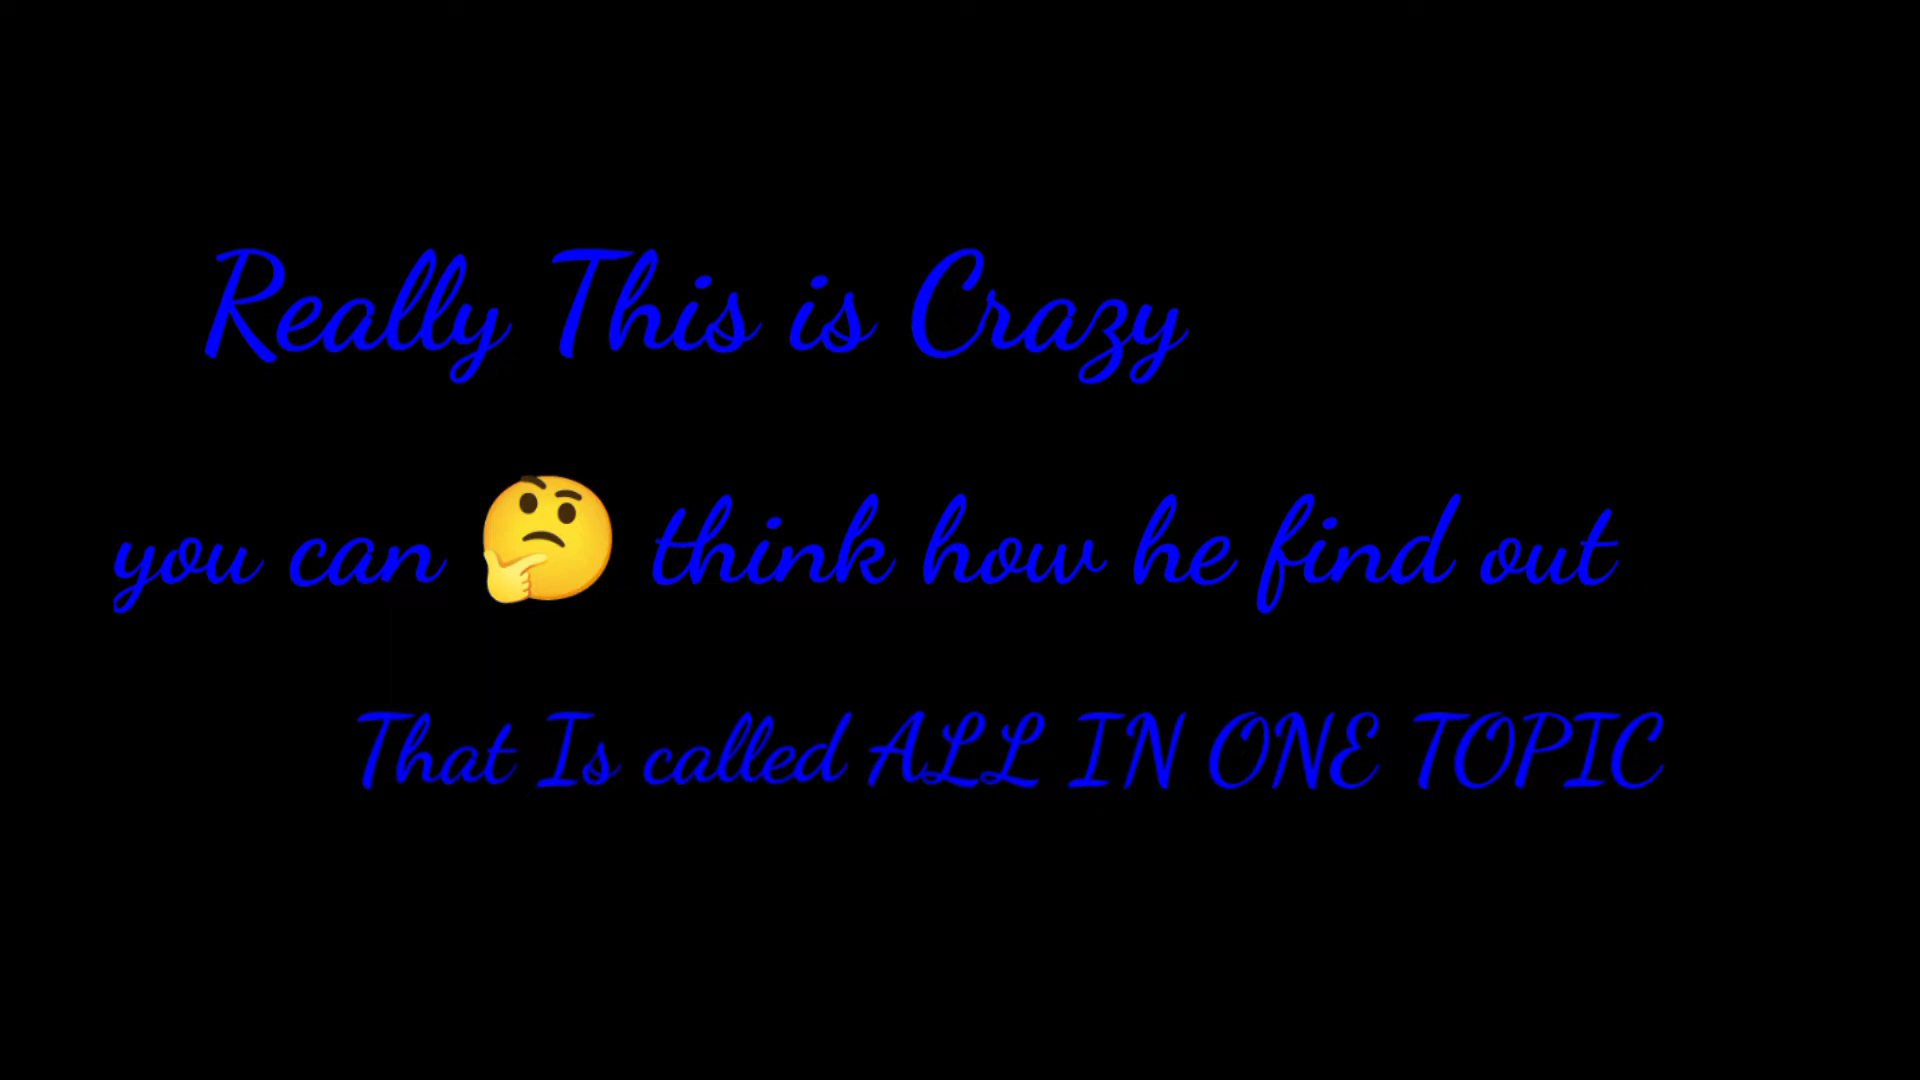 Really This is Crazy
you can 🤔 think how he find out
That Is called ALL IN ONE TOPIC